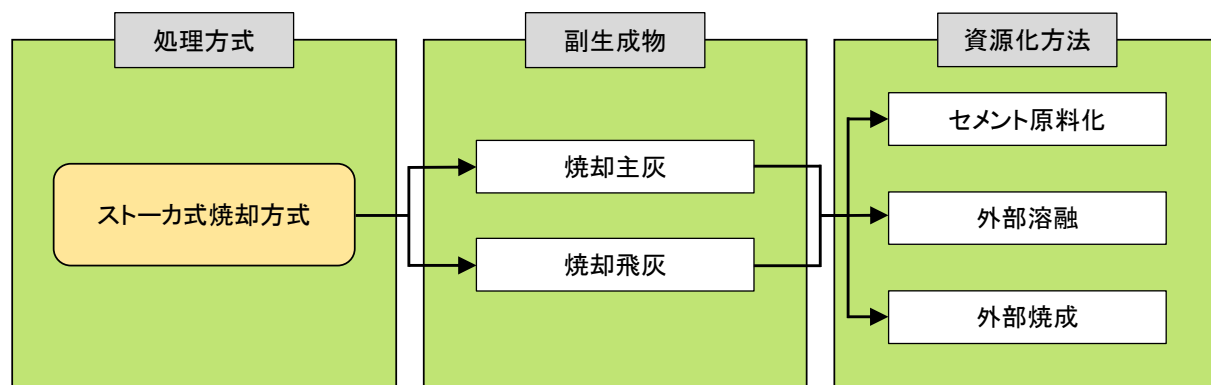 処理方式
副生成物
資源化方法
ストーカ式焼却方式
焼却主灰
焼却飛灰
セメント原料化
外部溶融
外部焼成